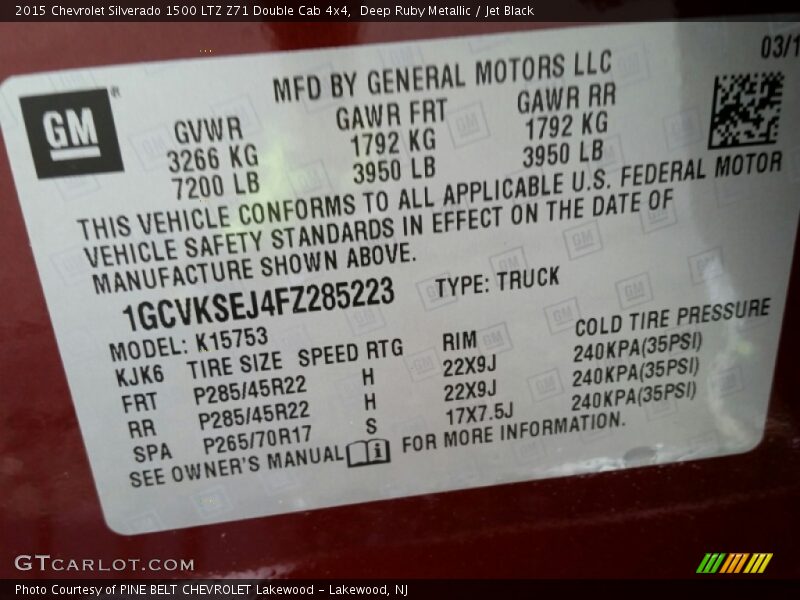 2015 Chevrolet Silverado 1500 LTZ Z71 Double Cab 4x4, Deep Ruby Metallic / Jet Black
03/1
GM ®
MFD BY GENERAL MOTORS LLC
GVWR GAWR FRT GAWR RR
3266 KG 1792 KG 1792 KG
7200 LB 3950 LB 3950 LB
THIS VEHICLE CONFORMS TO ALL APPLICABLE U.S. FEDERAL MOTOR
VEHICLE SAFETY STANDARDS IN EFFECT ON THE DATE OF
MANUFACTURE SHOWN ABOVE.
1GCVKSEJ4FZ285223 TYPE: TRUCK
MODEL: K15753
KJK6 TIRE SIZE SPEED RTG RIM COLD TIRE PRESSURE
FRT P285/45R22 H 22X9J 240KPA(35PSI)
RR P285/45R22 H 22X9J 240KPA(35PSI)
SPA P265/70R17 S 17X7.5J 240KPA(35PSI)
SEE OWNER'S MANUAL FOR MORE INFORMATION.
GTCARLOT.COM
Photo Courtesy of PINE BELT CHEVROLET Lakewood - Lakewood, NJ